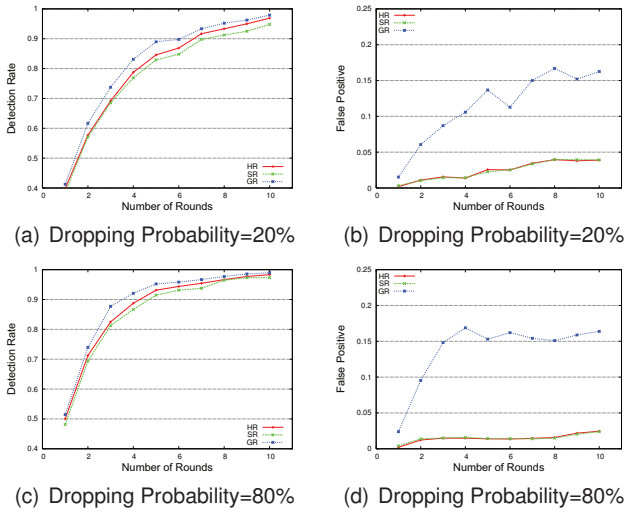 1
0.9
0.8
0.7
0.6
0.5
0.4
Detection Rate
HR
SR
GR
0 2 4 6 8 10
Number of Rounds
(a) Dropping Probability=20%
0.25
0.2
0.15
0.1
0.05
0
False Positive
HR
SR
GR
0 2 4 6 8 10
Number of Rounds
(b) Dropping Probability=20%
1
0.9
0.8
0.7
0.6
0.5
0.4
Detection Rate
HR
SR
GR
0 2 4 6 8 10
Number of Rounds
(c) Dropping Probability=80%
0.25
0.2
0.15
0.1
0.05
0
False Positive
HR
SR
GR
0 2 4 6 8 10
Number of Rounds
(d) Dropping Probability=80%